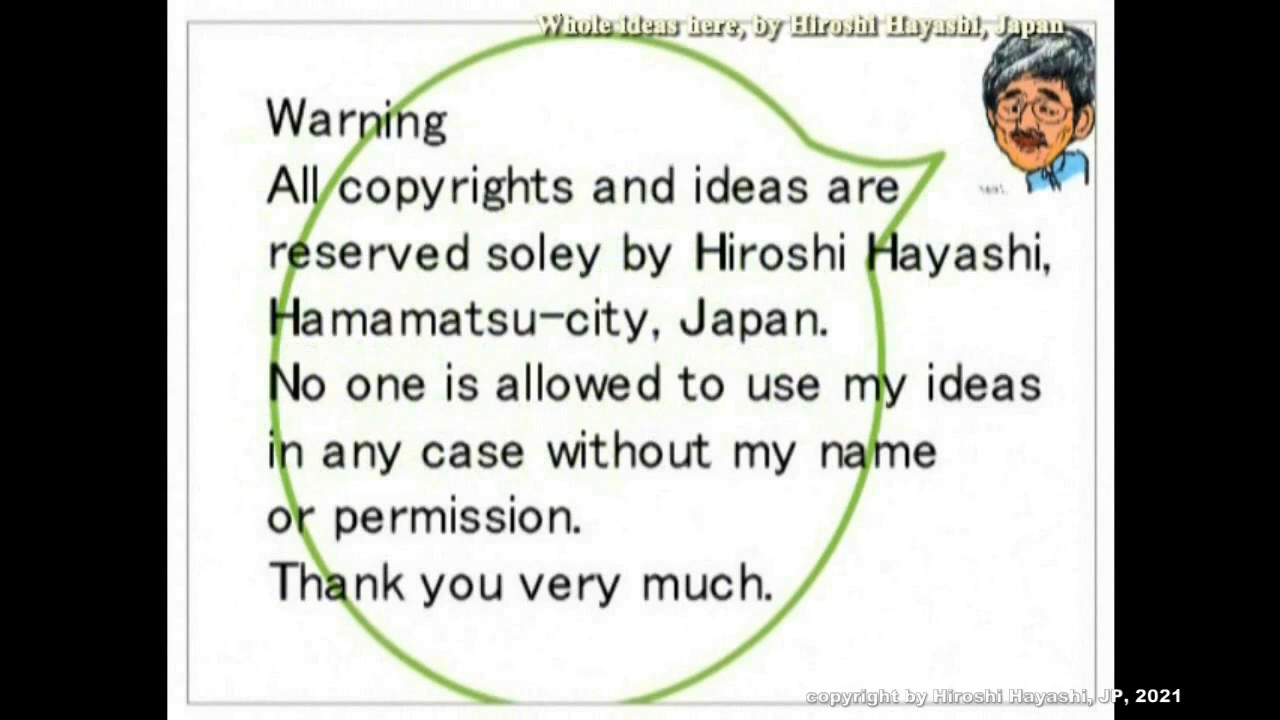 Whole ideas here, by Hiroshi Hayashi, Japan
Warning
All copyrights and ideas are
reserved soley by Hiroshi Hayashi,
Hamamatsu-city, Japan.
No one is allowed to use my ideas
in any case without my name
or permission.
Thank you very much.
copyright by Hiroshi Hayashi, JP, 2021